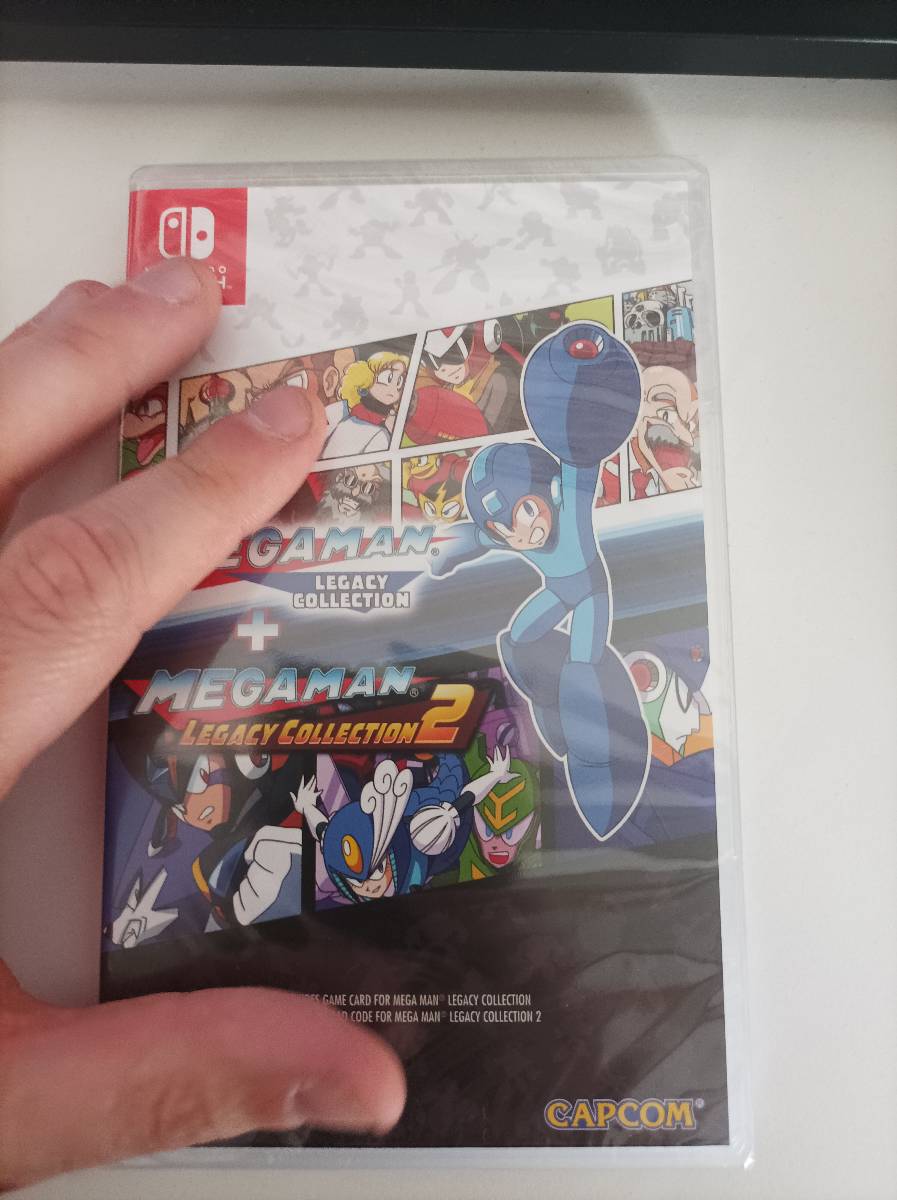 EGAMAN®
LEGACY
COLLECTION
+
MEGAMAN®
LEGACY COLLECTION 2
GAME CARD FOR MEGA MAN® LEGACY COLLECTION
CODE FOR MEGA MAN® LEGACY COLLECTION 2
CAPCOM®